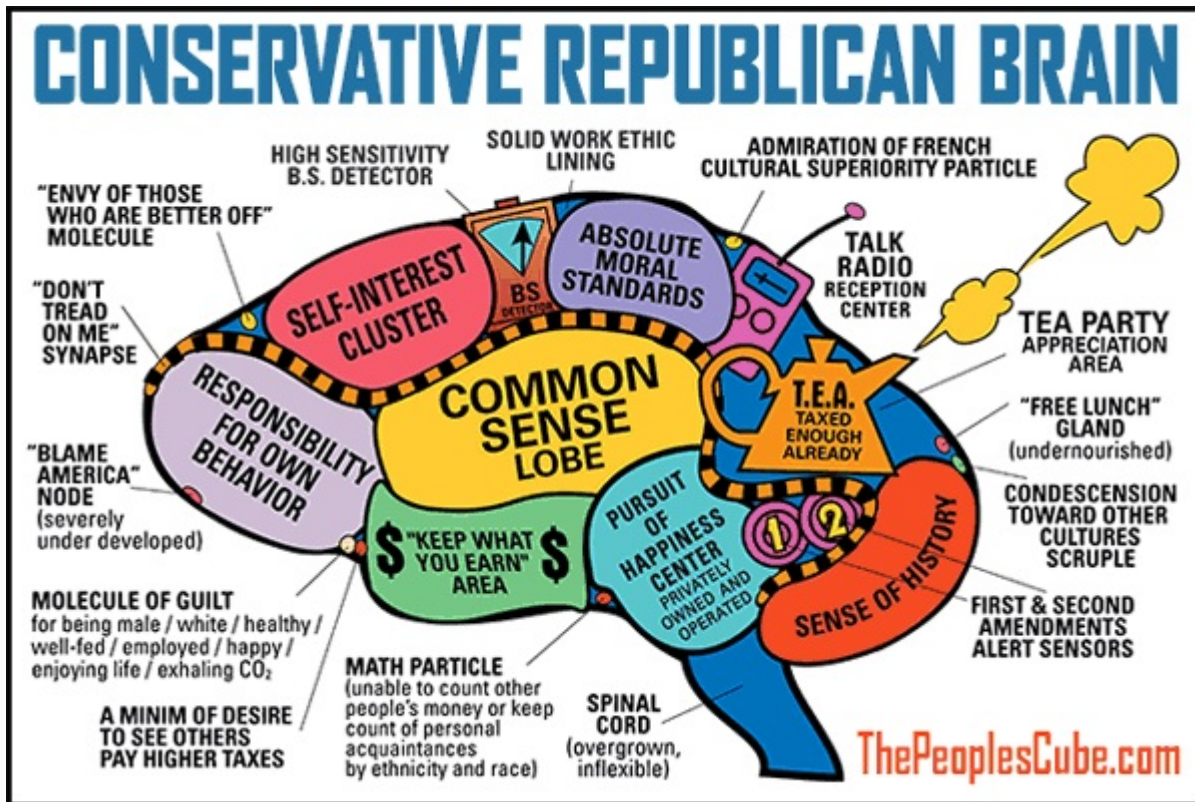 CONSERVATIVE REPUBLICAN BRAIN
HIGH SENSITIVITY
B.S. DETECTOR
SOLID WORK ETHIC
LINING
ADMIRATION OF FRENCH
CULTURAL SUPERIORITY PARTICLE
"ENVY OF THOSE
WHO ARE BETTER OFF"
MOLECULE
"DON'T
TREAD
ON ME"
SYNAPSE
SELF-INTEREST
CLUSTER
BS
DETECTOR
ABSOLUTE
MORAL
STANDARDS
TALK
RADIO
RECEPTION
CENTER
TEA PARTY
APPRECIATION
AREA
RESPONSIBILITY
FOR OWN
BEHAVIOR
COMMON
SENSE
LOBE
T.E.A.
TAXED
ENOUGH
ALREADY
"FREE LUNCH"
GLAND
(undernourished)
"BLAME
AMERICA"
NODE
(severely
under developed)
$ "KEEP WHAT
YOU EARN" $
AREA
PURSUIT
OF
HAPPINESS
CENTER
PRIVATELY
OWNED AND
OPERATED
1 2
SENSE OF HISTORY
CONDESCENSION
TOWARD OTHER
CULTURES
SCRUPLE
FIRST & SECOND
AMENDMENTS
ALERT SENSORS
MOLECULE OF GUILT
for being male / white / healthy /
well-fed / employed / happy /
enjoying life / exhaling CO₂
A MINIM OF DESIRE
TO SEE OTHERS
PAY HIGHER TAXES
MATH PARTICLE
(unable to count other
people's money or keep
count of personal
acquaintances
by ethnicity and race)
SPINAL
CORD
(overgrown,
inflexible)
ThePeoplesCube.com